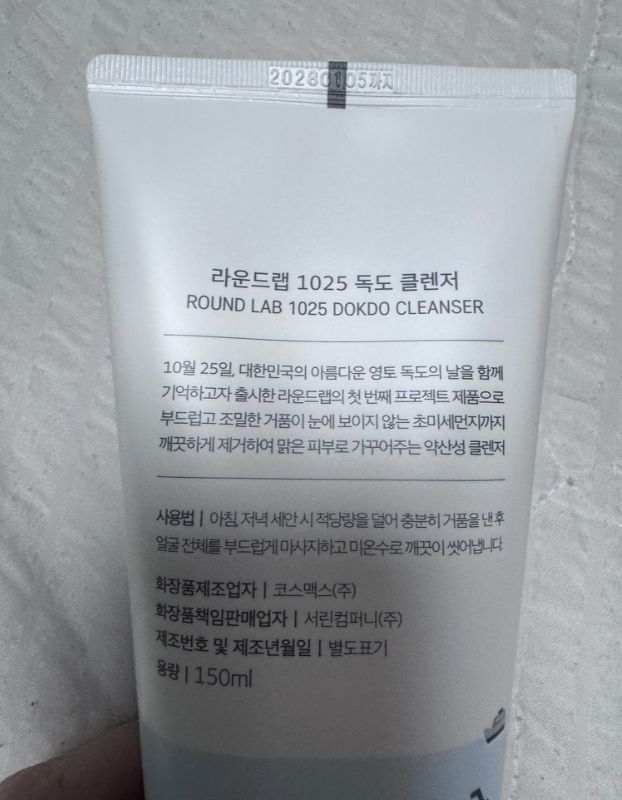 20280105까지
라운드랩 1025 독도 클렌저
ROUND LAB 1025 DOKDO CLEANSER
10월 25일, 대한민국의 아름다운 영토 독도의 날을 함께
기억하고자 출시한 라운드랩의 첫 번째 프로젝트 제품으로
부드럽고 조밀한 거품이 눈에 보이지 않는 초미세먼지까지
깨끗하게 제거하여 맑은 피부로 가꾸어주는 약산성 클렌저
사용법 | 아침, 저녁 세안 시 적당량을 덜어 충분히 거품을 낸 후
얼굴 전체를 부드럽게 마사지하고 미온수로 깨끗이 씻어냅니다.
화장품제조업자 | 코스맥스(주)
화장품책임판매업자 | 서린컴퍼니(주)
제조번호 및 제조년월일 | 별도표기
용량 | 150ml